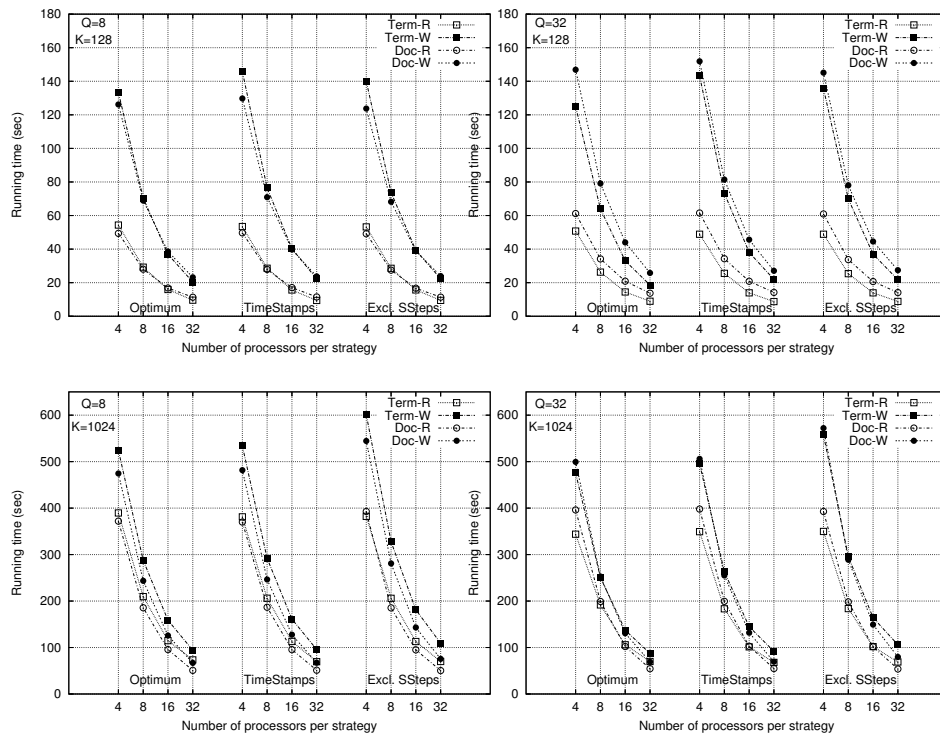 Q=8
K=128
Term-R
Term-W
Doc-R
Doc-W
180
160
140
120
100
80
60
40
20
0
Running time (sec)
Optimum TimeStamps Excl. SSteps
4 8 16 32 4 8 16 32 4 8 16 32
Number of processors per strategy
Q=32
K=128
Term-R
Term-W
Doc-R
Doc-W
180
160
140
120
100
80
60
40
20
0
Running time (sec)
Optimum TimeStamps Excl. SSteps
4 8 16 32 4 8 16 32 4 8 16 32
Number of processors per strategy
Q=8
K=1024
Term-R
Term-W
Doc-R
Doc-W
600
500
400
300
200
100
0
Running time (sec)
Optimum TimeStamps Excl. SSteps
4 8 16 32 4 8 16 32 4 8 16 32
Number of processors per strategy
Q=32
K=1024
Term-R
Term-W
Doc-R
Doc-W
600
500
400
300
200
100
0
Running time (sec)
Optimum TimeStamps Excl. SSteps
4 8 16 32 4 8 16 32 4 8 16 32
Number of processors per strategy